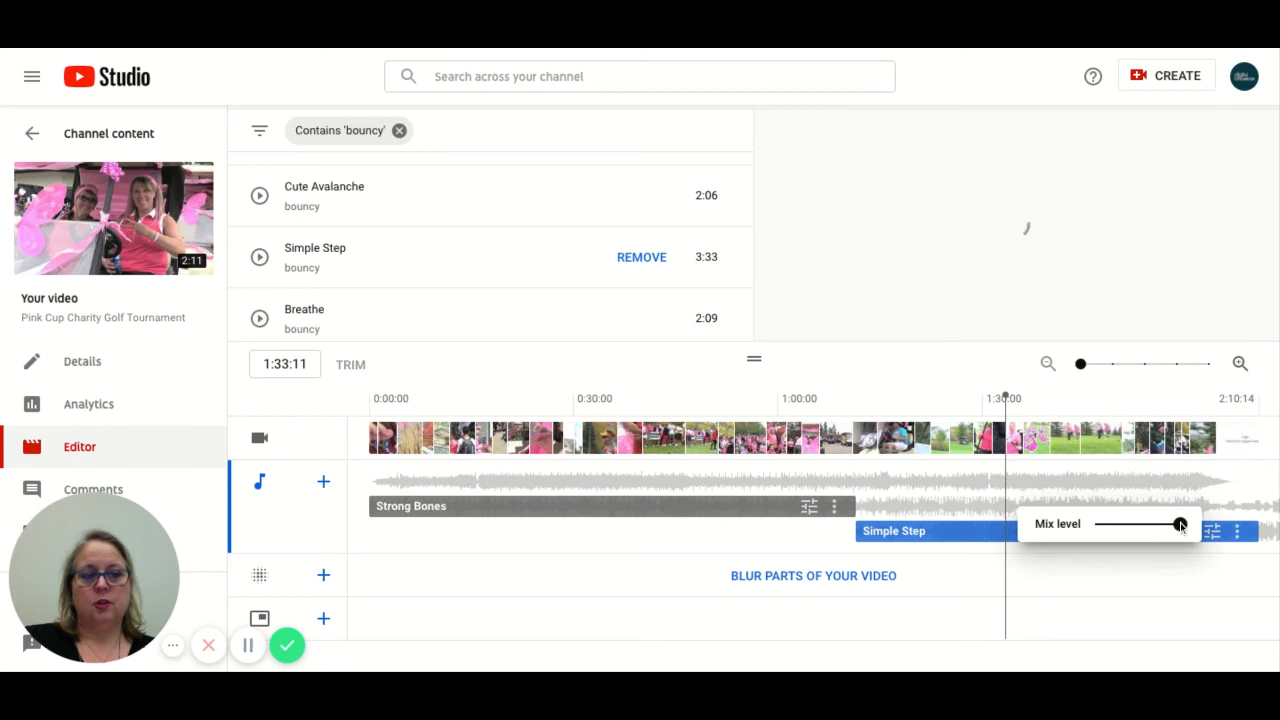 Studio
Search across your channel
CREATE
Channel content
Contains 'bouncy'
Cute Avalanche
bouncy
2:06
Simple Step
bouncy
REMOVE
3:33
Breathe
bouncy
2:09
2:11
Your video
Pink Cup Charity Golf Tournament
Details
Analytics
Editor
Comments
1:33:11
TRIM
0:00:00
0:30:00
1:00:00
1:30:00
2:10:14
Strong Bones
Simple Step
Mix level
BLUR PARTS OF YOUR VIDEO